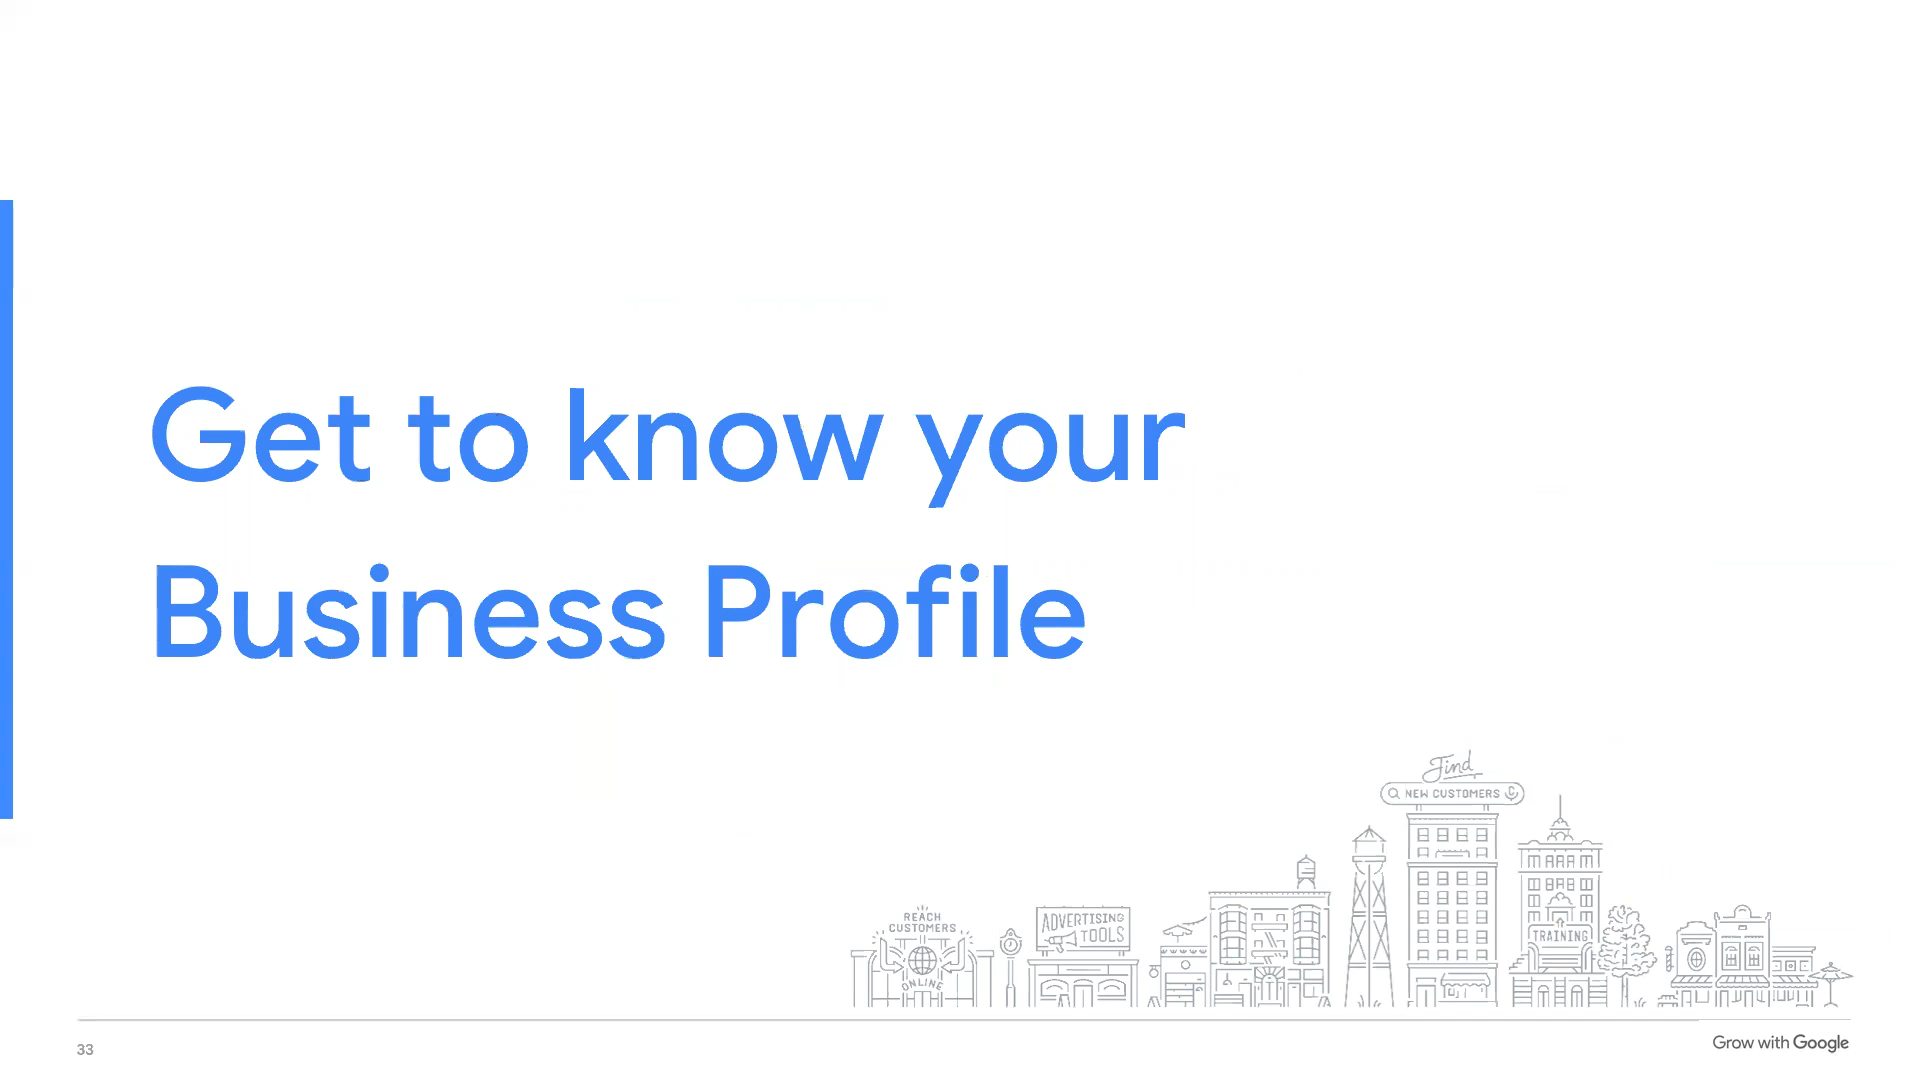 Get to know your
Business Profile
Find
NEW CUSTOMERS
REACH
CUSTOMERS
ONLINE
ADVERTISING
TOOLS
TRAINING
33
Grow with Google